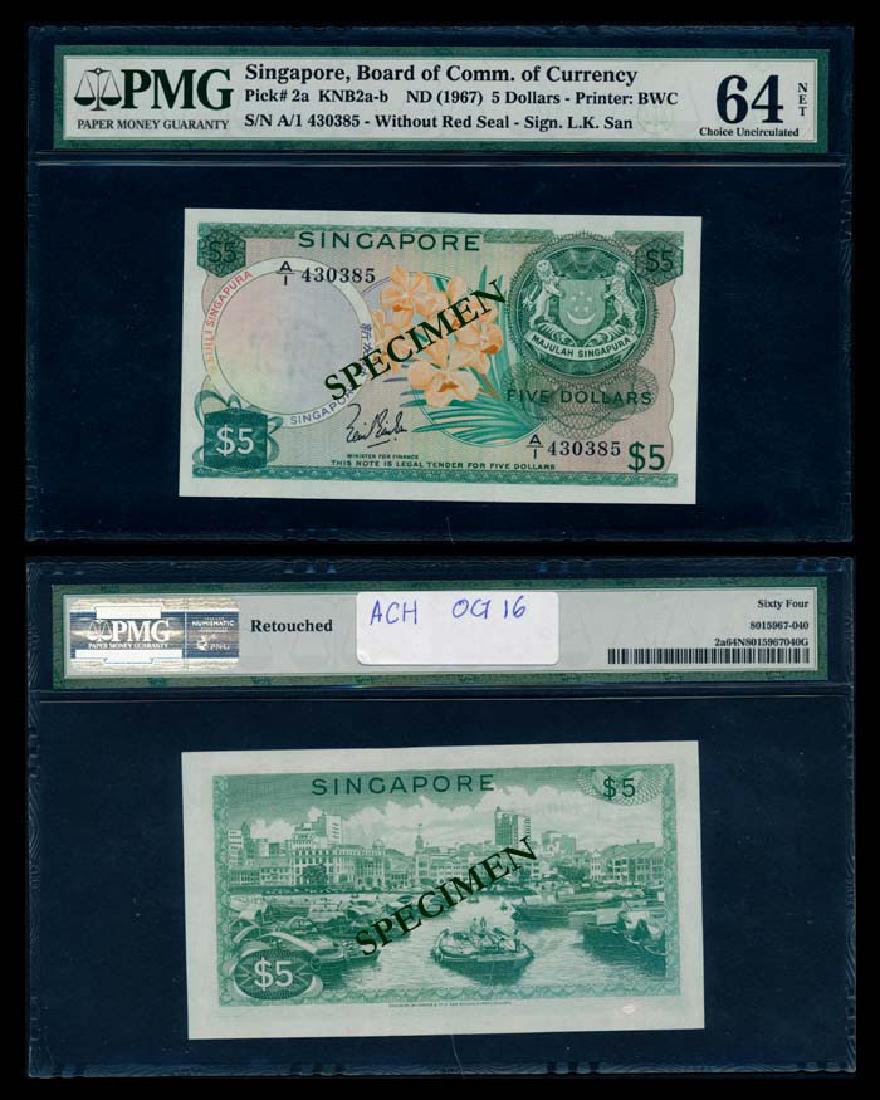 PMG
PAPER MONEY GUARANTY
Singapore, Board of Comm. of Currency
Pick# 2a KNB2a-b ND (1967) 5 Dollars - Printer: BWC
S/N A/1 430385 - Without Red Seal - Sign. L.K. San
64 NET
Choice Uncirculated
$5
SINGAPORE
$5
A/1 430385
SPECIMEN
MAJULAH SINGAPURA
FIVE DOLLARS
$5
A/1 430385
$5
MINISTER FOR FINANCE
THIS NOTE IS LEGAL TENDER FOR FIVE DOLLARS
PMG
PAPER MONEY GUARANTY
NUMISMATIC
PNG
Retouched
ACH OG 16
Sixty Four
8015967-040
2a64N8015967040G
SINGAPORE
$5
SPECIMEN
$5